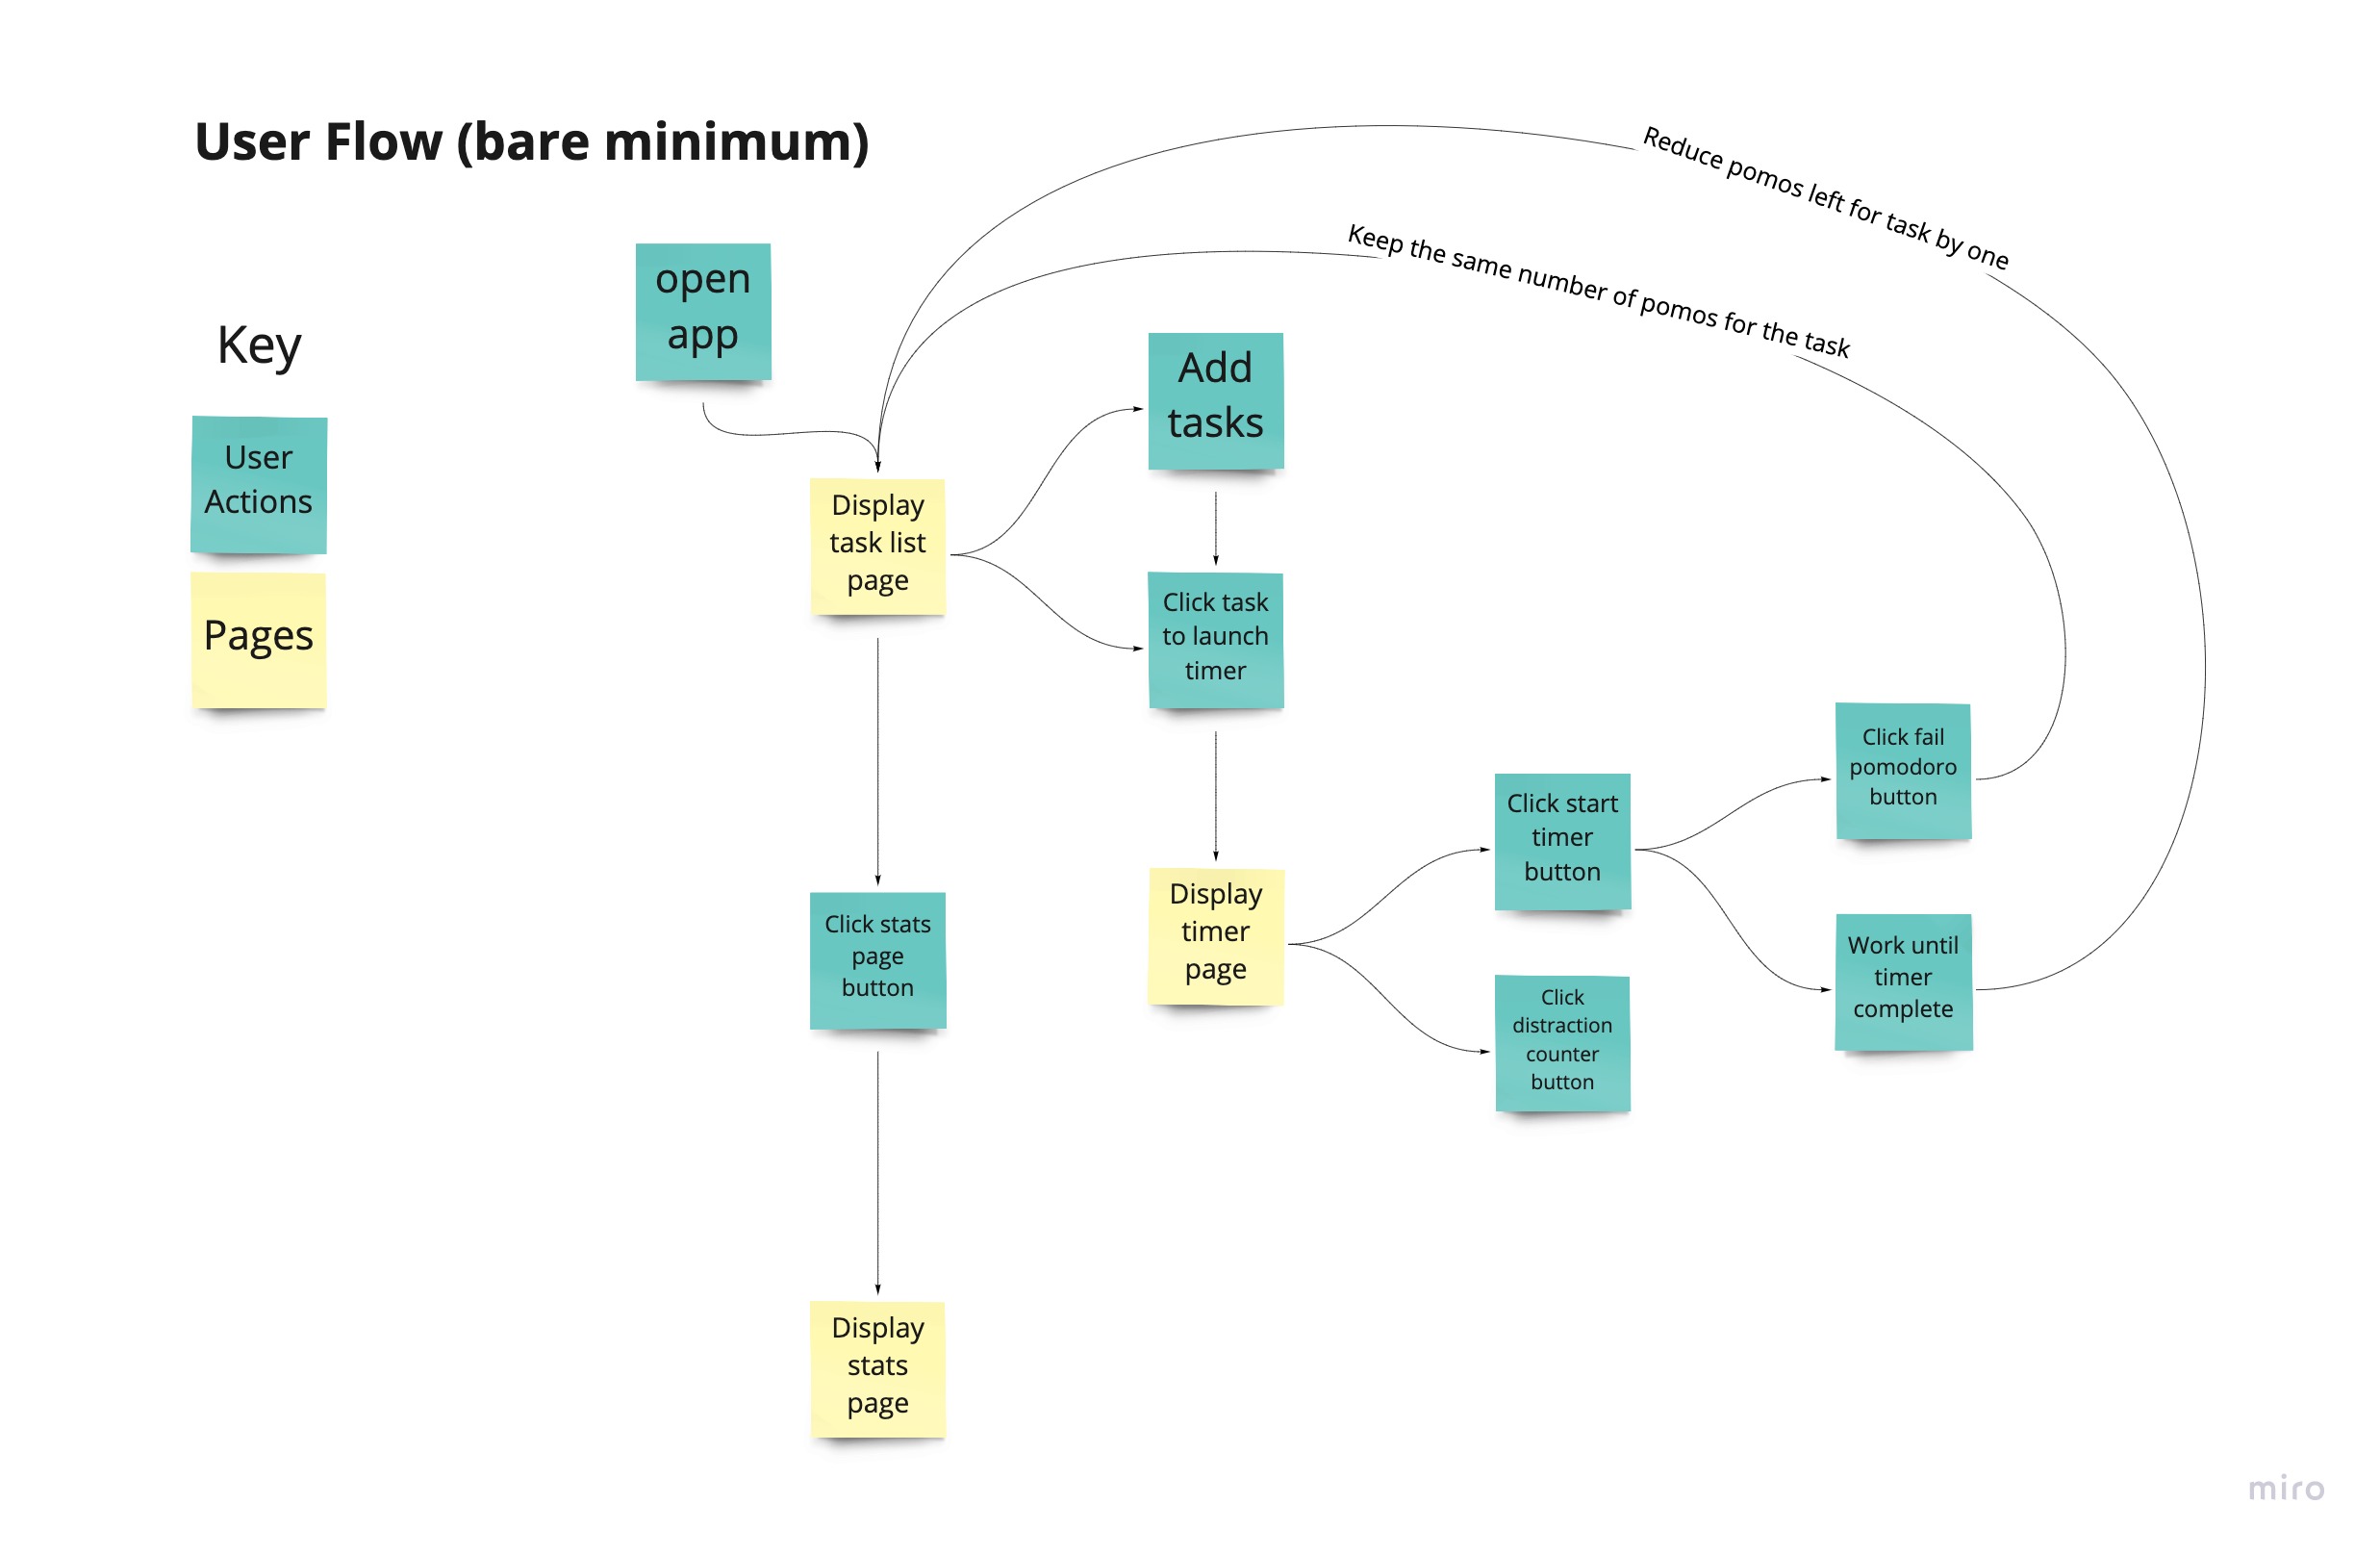 User Flow (bare minimum)
Reduce pomos left for task by one
Keep the same number of pomos for the task
open
app
Key
User
Actions
Pages
Add
tasks
Display
task list
page
Click task
to launch
timer
Click fail
pomodoro
button
Click start
timer
button
Display
timer
page
Click stats
page
button
Work until
timer
complete
Click
distraction
counter
button
Display
stats
page
miro